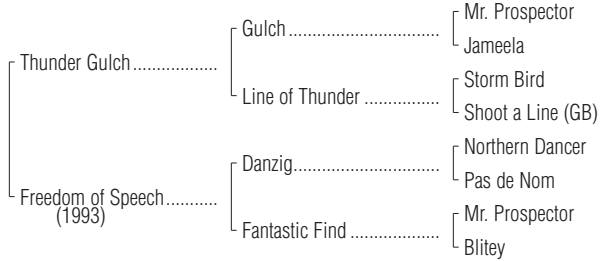 Mr. Prospector
Gulch
Jameela
Thunder Gulch
Storm Bird
Line of Thunder
Shoot a Line (GB)
Northern Dancer
Danzig
Pas de Nom
Freedom of Speech
(1993)
Mr. Prospector
Fantastic Find
Blitey